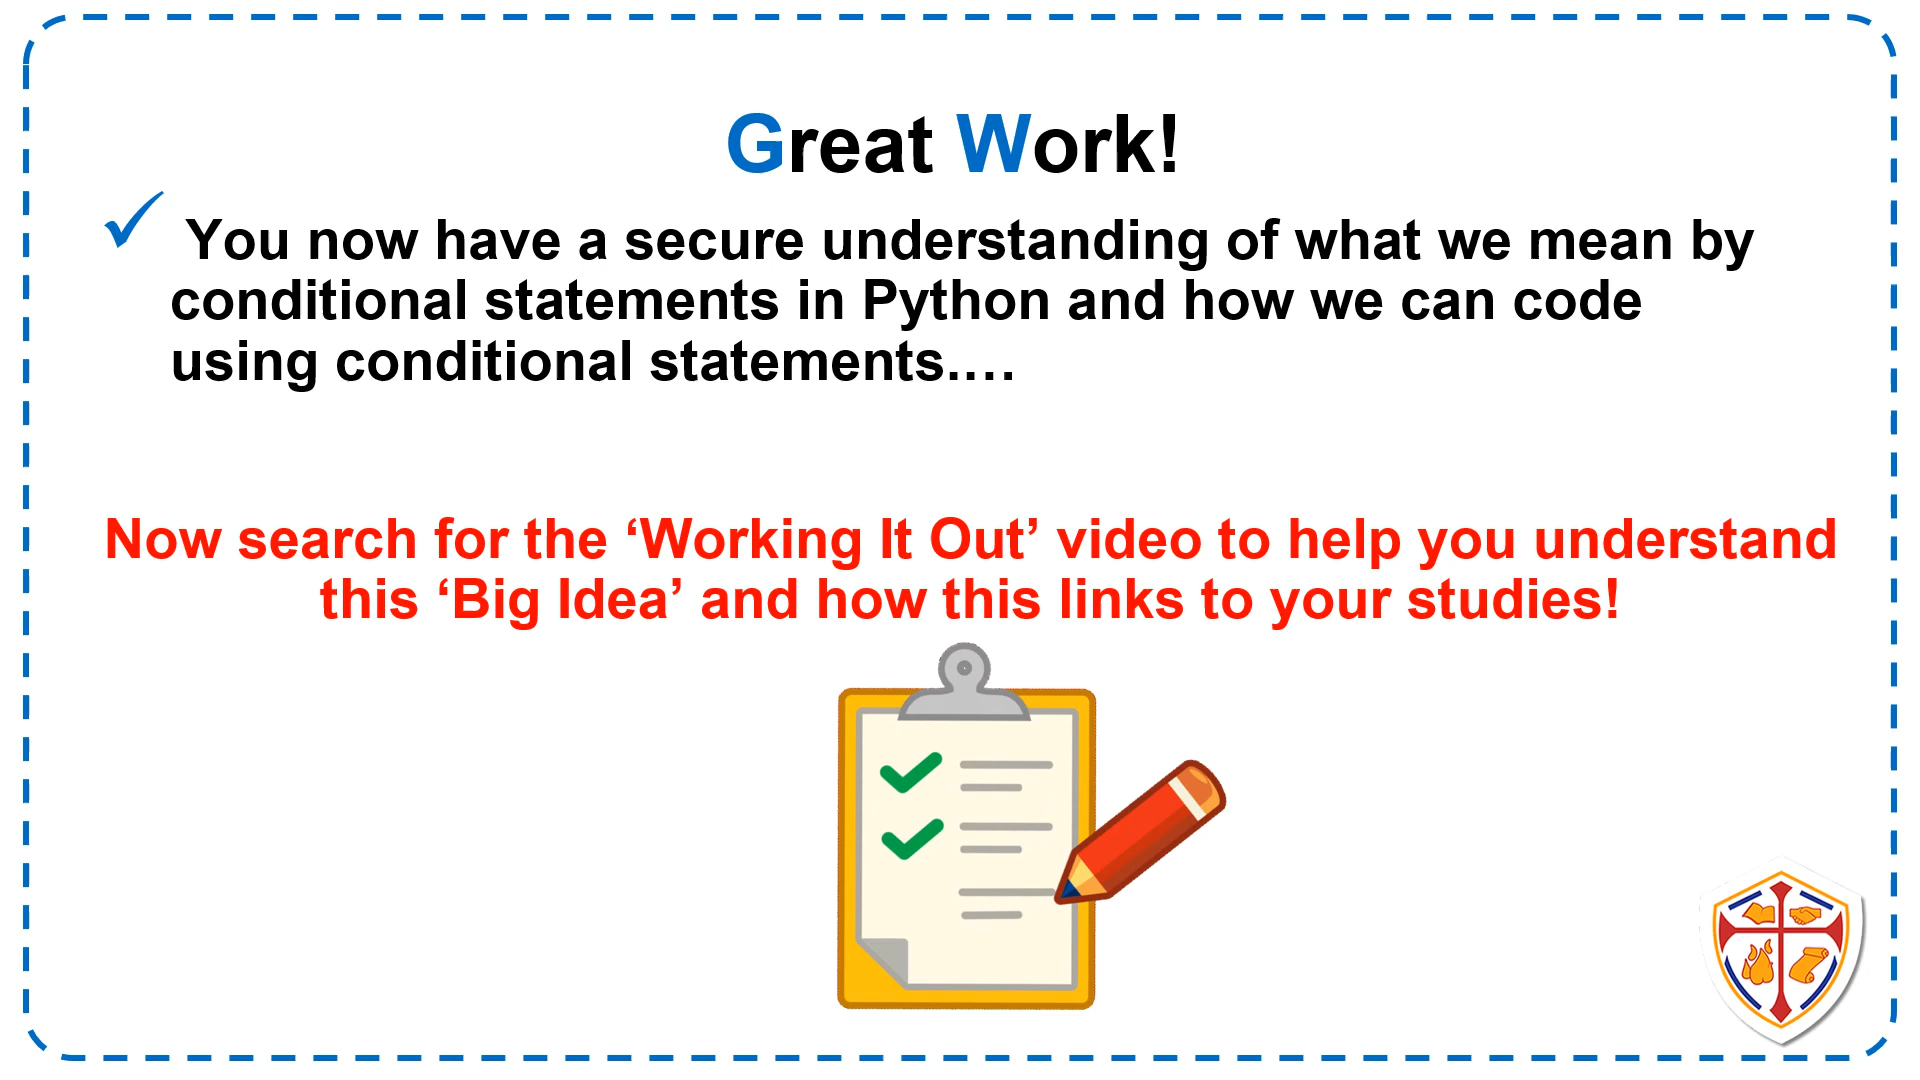 Great Work!
You now have a secure understanding of what we mean by
conditional statements in Python and how we can code
using conditional statements....
Now search for the ‘Working It Out’ video to help you understand
this ‘Big Idea’ and how this links to your studies!